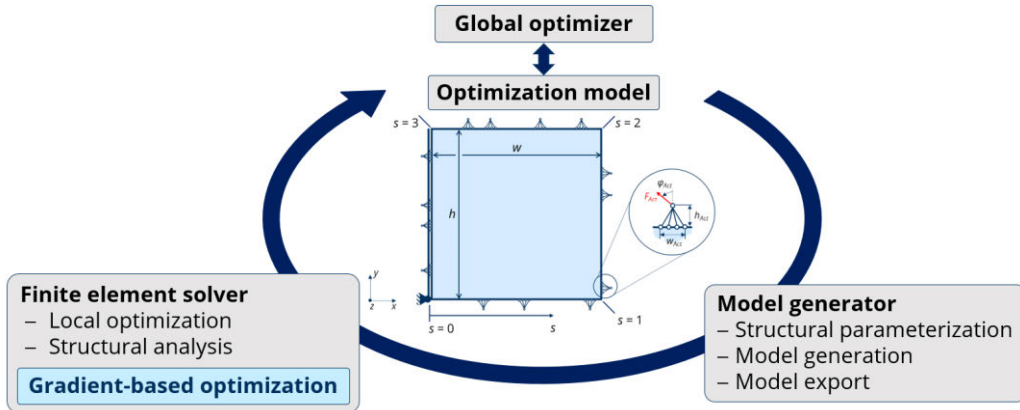 Global optimizer
Optimization model
s = 3
s = 2
w
h
φAct
FAct
hAct
wAct
y
z
x
s = 0
s
s = 1
Finite element solver
– Local optimization
– Structural analysis
Gradient-based optimization
Model generator
– Structural parameterization
– Model generation
– Model export